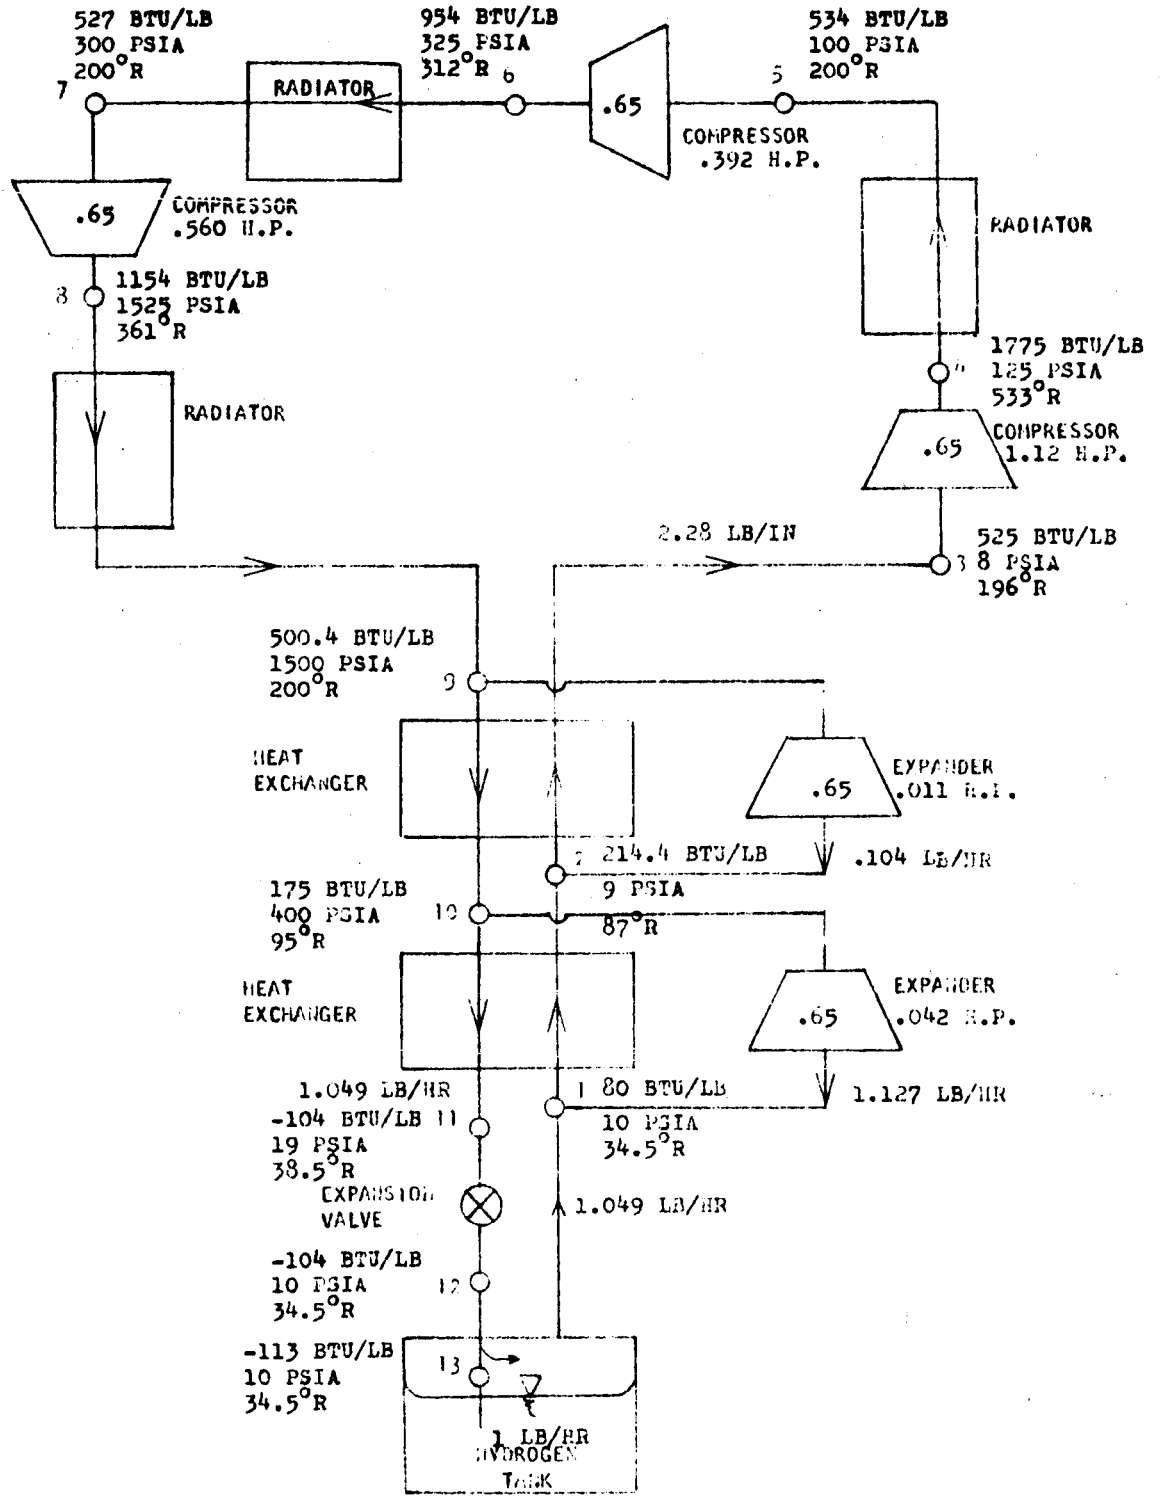 527 BTU/LB
300 PSIA
200°R
7
954 BTU/LB
325 PSIA
312°R
6
534 BTU/LB
100 PSIA
200°R
5
RADIATOR
.65
COMPRESSOR
.392 H.P.
.65
COMPRESSOR
.560 H.P.
RADIATOR
8
1154 BTU/LB
1525 PSIA
361°R
1775 BTU/LB
125 PSIA
533°R
4
RADIATOR
.65
COMPRESSOR
1.12 H.P.
2.28 LB/IN
525 BTU/LB
3 8 PSIA
196°R
500.4 BTU/LB
1500 PSIA
200°R
9
HEAT
EXCHANGER
.65
EXPANDER
.011 H.P.
2 214.4 BTU/LB
9 PSIA
87°R
.104 LB/HR
175 BTU/LB
400 PSIA
95°R
10
HEAT
EXCHANGER
.65
EXPANDER
.042 H.P.
1.049 LB/HR
-104 BTU/LB 11
19 PSIA
38.5°R
1 80 BTU/LB
10 PSIA
34.5°R
1.127 LB/HR
EXPANSION
VALVE
1.049 LB/HR
-104 BTU/LB
10 PSIA
34.5°R
12
-113 BTU/LB
10 PSIA
34.5°R
13
1 LB/HR
HYDROGEN
TANK